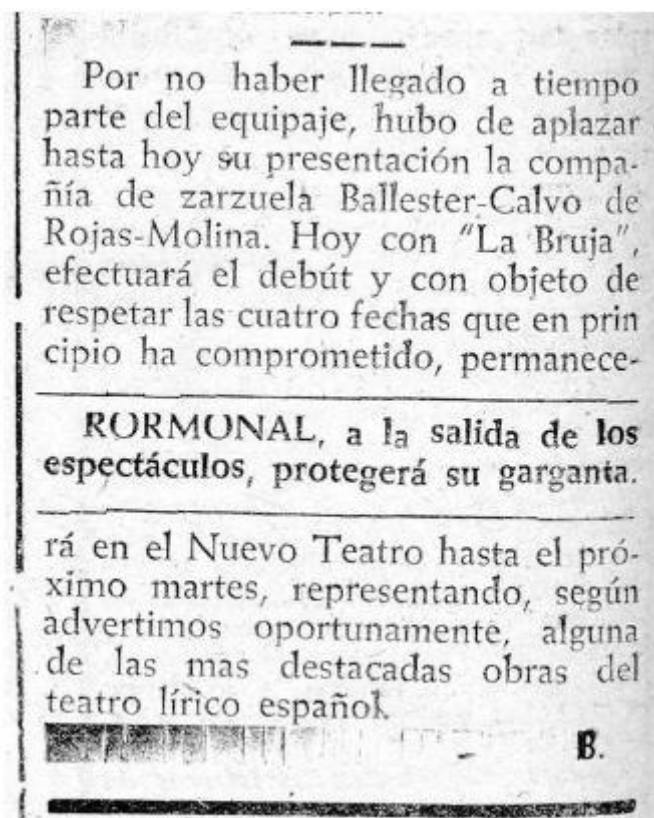 Por no haber llegado a tiempo
parte del equipaje, hubo de aplazar
hasta hoy su presentación la compa-
ñía de zarzuela Ballester-Calvo de
Rojas-Molina. Hoy con "La Bruja",
efectuará el debút y con objeto de
respetar las cuatro fechas que en prin
cipio ha comprometido, permanece-
RORMONAL, a la salida de los
espectáculos, protegerá su garganta.
rá en el Nuevo Teatro hasta el pró-
ximo martes, representando, según
advertimos oportunamente, alguna
de las mas destacadas obras del
teatro lírico español.
B.